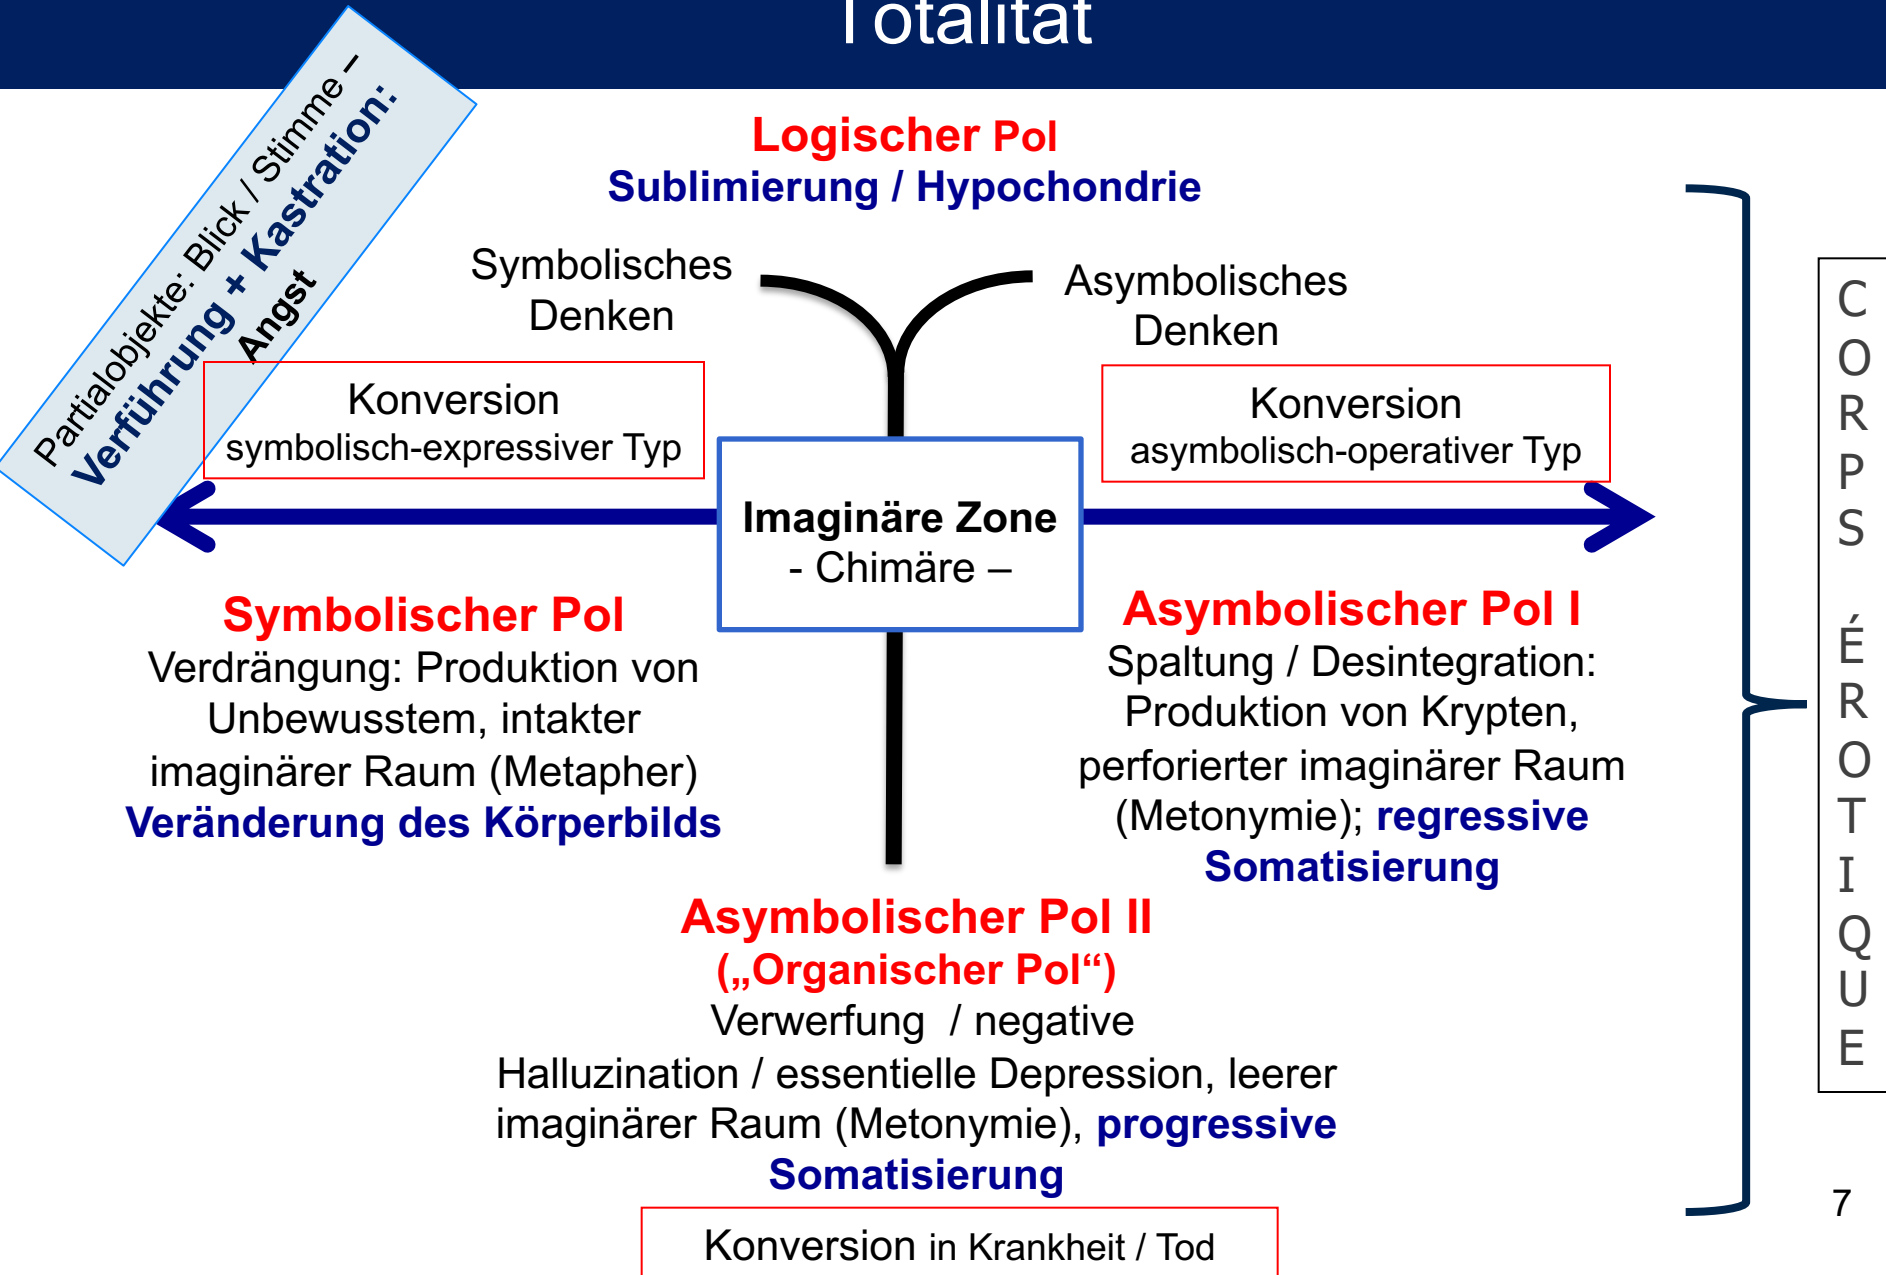 Totalität
Partialobjekte: Blick / Stimme –
Verführung + Kastration:
Angst
Logischer Pol
Sublimierung / Hypochondrie
Symbolisches
Denken
Asymbolisches
Denken
Konversion
symbolisch-expressiver Typ
Konversion
asymbolisch-operativer Typ
Imaginäre Zone
- Chimäre –
Symbolischer Pol
Verdrängung: Produktion von
Unbewusstem, intakter
imaginärer Raum (Metapher)
Veränderung des Körperbilds
Asymbolischer Pol I
Spaltung / Desintegration:
Produktion von Krypten,
perforierter imaginärer Raum
(Metonymie); regressive
Somatisierung
Asymbolischer Pol II
(„Organischer Pol“)
Verwerfung / negative
Halluzination / essentielle Depression, leerer
imaginärer Raum (Metonymie), progressive
Somatisierung
Konversion in Krankheit / Tod
CORPS ÉROTIQUE
7